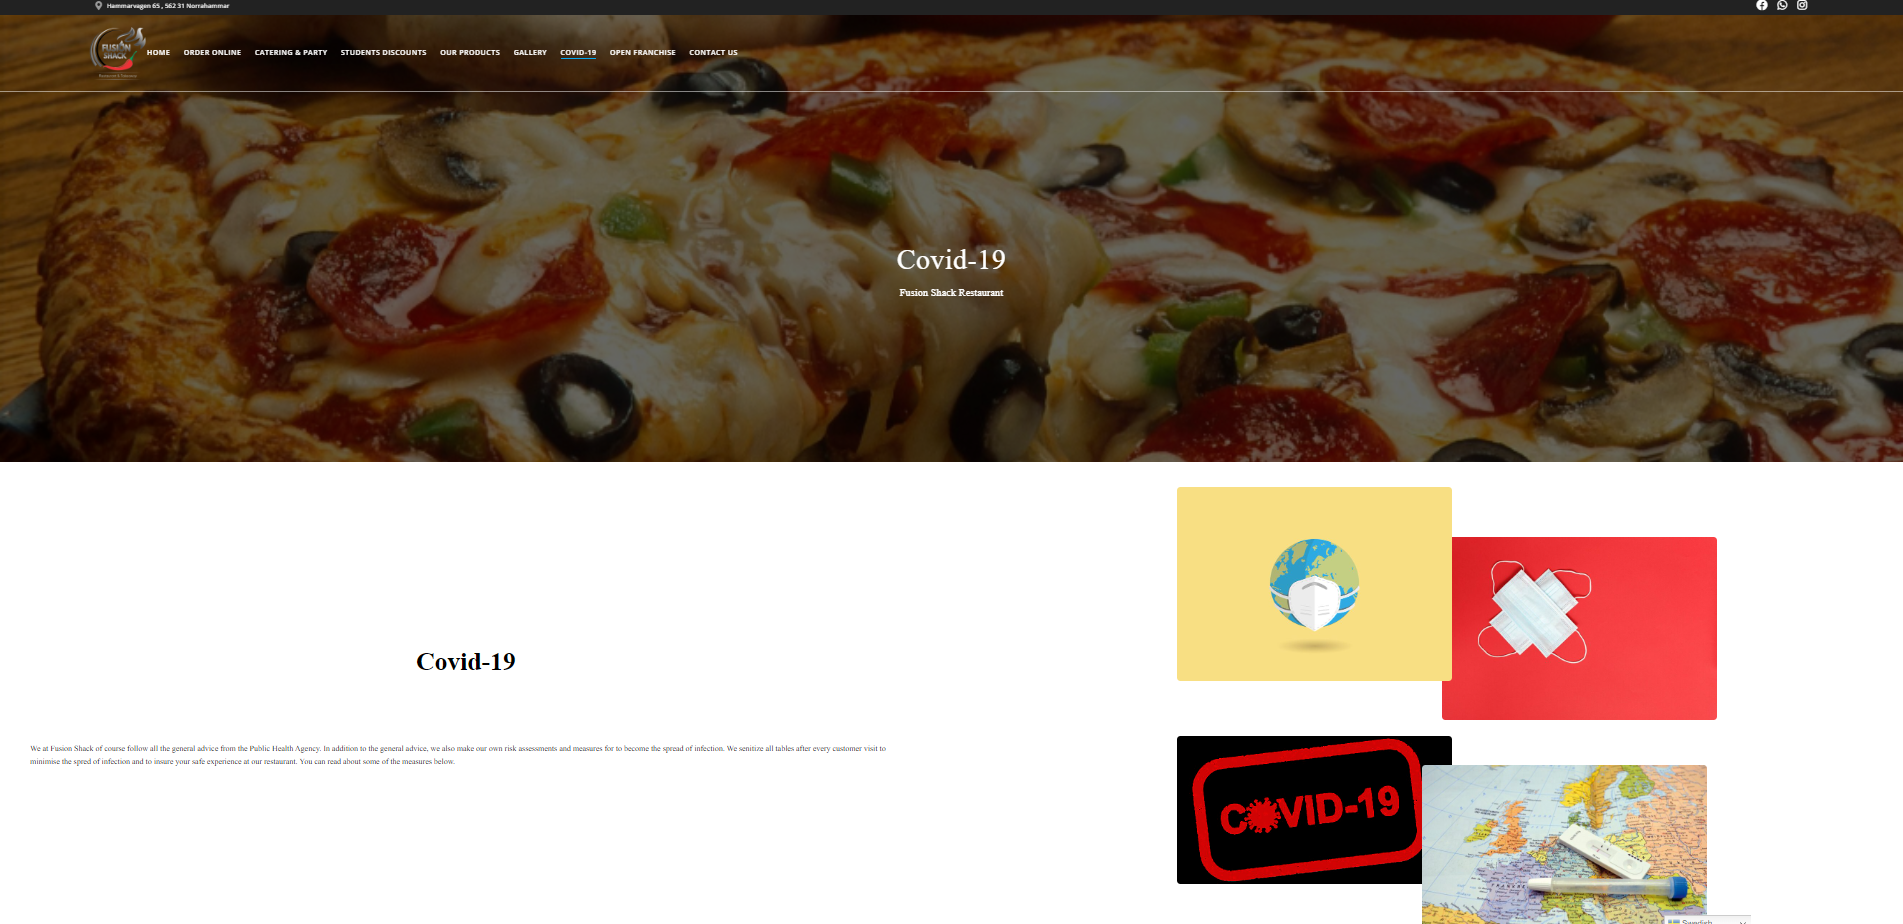 Hammarvagen 65 , 562 31 Norrahammar
FUSION
SHACK
HOME ORDER ONLINE CATERING & PARTY STUDENTS DISCOUNTS OUR PRODUCTS GALLERY COVID-19 OPEN FRANCHISE CONTACT US
Covid-19
Fusion Shack Restaurant
Covid-19
We at Fusion Shack of course follow all the general advice from the Public Health Agency. In addition to the general advice, we also make our own risk assessments and measures for to become the spread of infection. We senitize all tables after every customer visit to
minimise the spred of infection and to insure your safe experience at our restaurant. You can read about some of the measures below.
COVID-19
Swedish